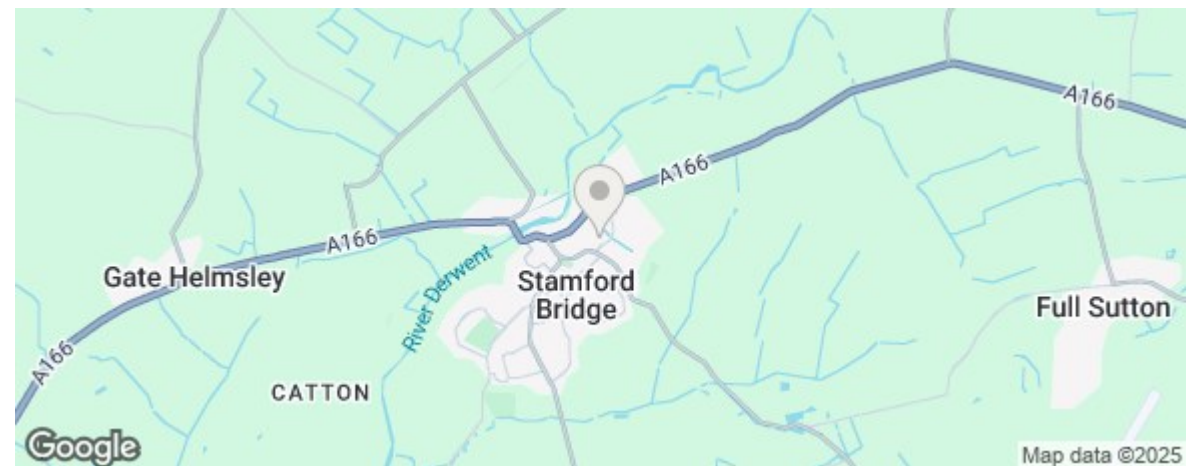 A166
A166
A166
Gate Helmsley
River Derwent
Stamford
Bridge
Full Sutton
A166
CATTON
Google
Map data ©2025